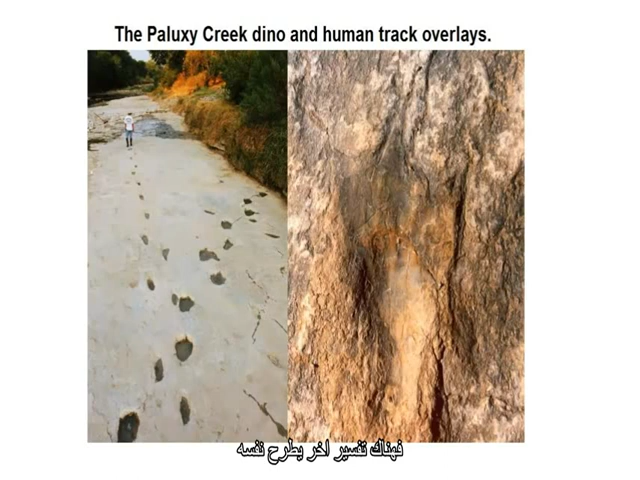 The Paluxy Creek dino and human track overlays.
فهناك تفسير اخر يطرح نفسه